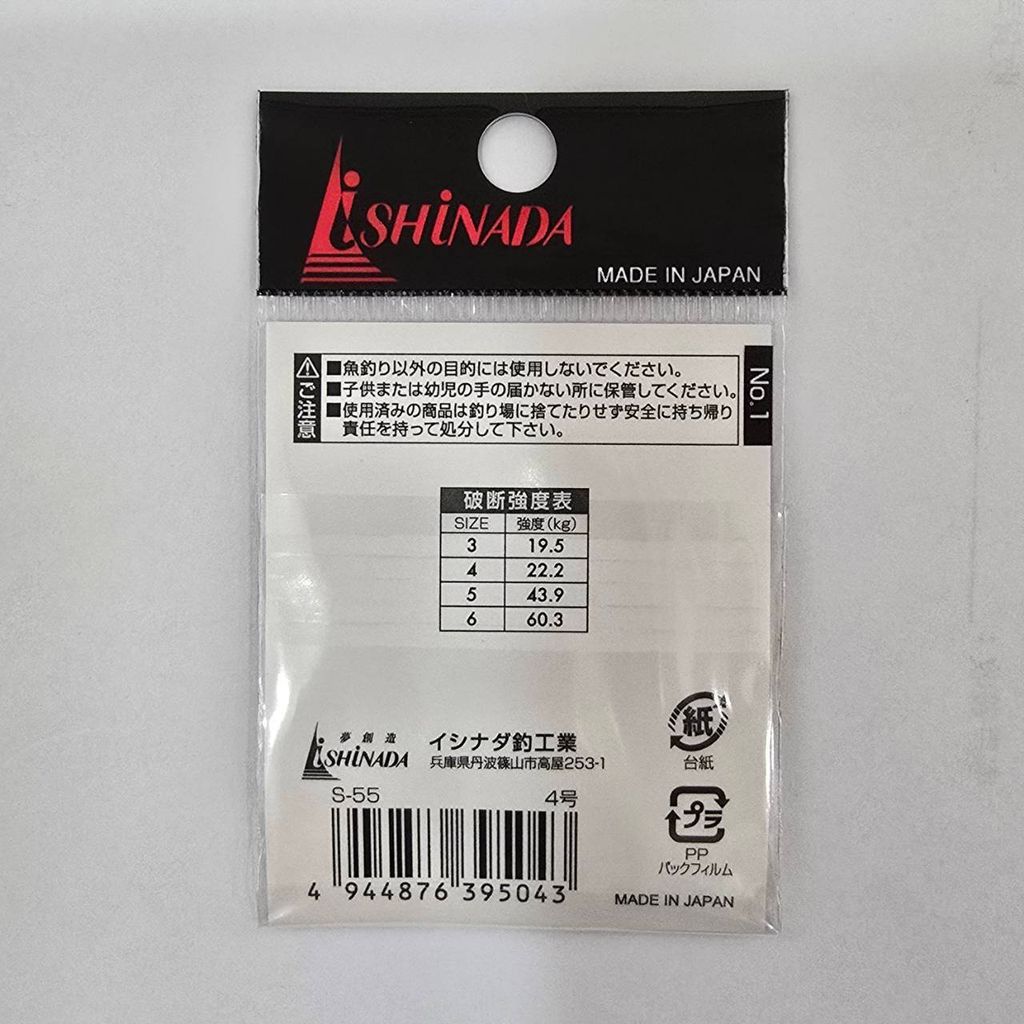 iSHiNADA
MADE IN JAPAN
No.1
⚠ご注意
■魚釣り以外の目的には使用しないでください。
■子供または幼児の手の届かない所に保管してください。
■使用済みの商品は釣り場に捨てたりせず安全に持ち帰り
責任を持って処分して下さい。
破断強度表
SIZE 強度(kg)
3 19.5
4 22.2
5 43.9
6 60.3
夢創造
iSHiNADA
イシナダ釣工業
兵庫県丹波篠山市高屋253-1
紙
台紙
S-55 4号
4 944876 395043
プラ
PP
パックフィルム
MADE IN JAPAN